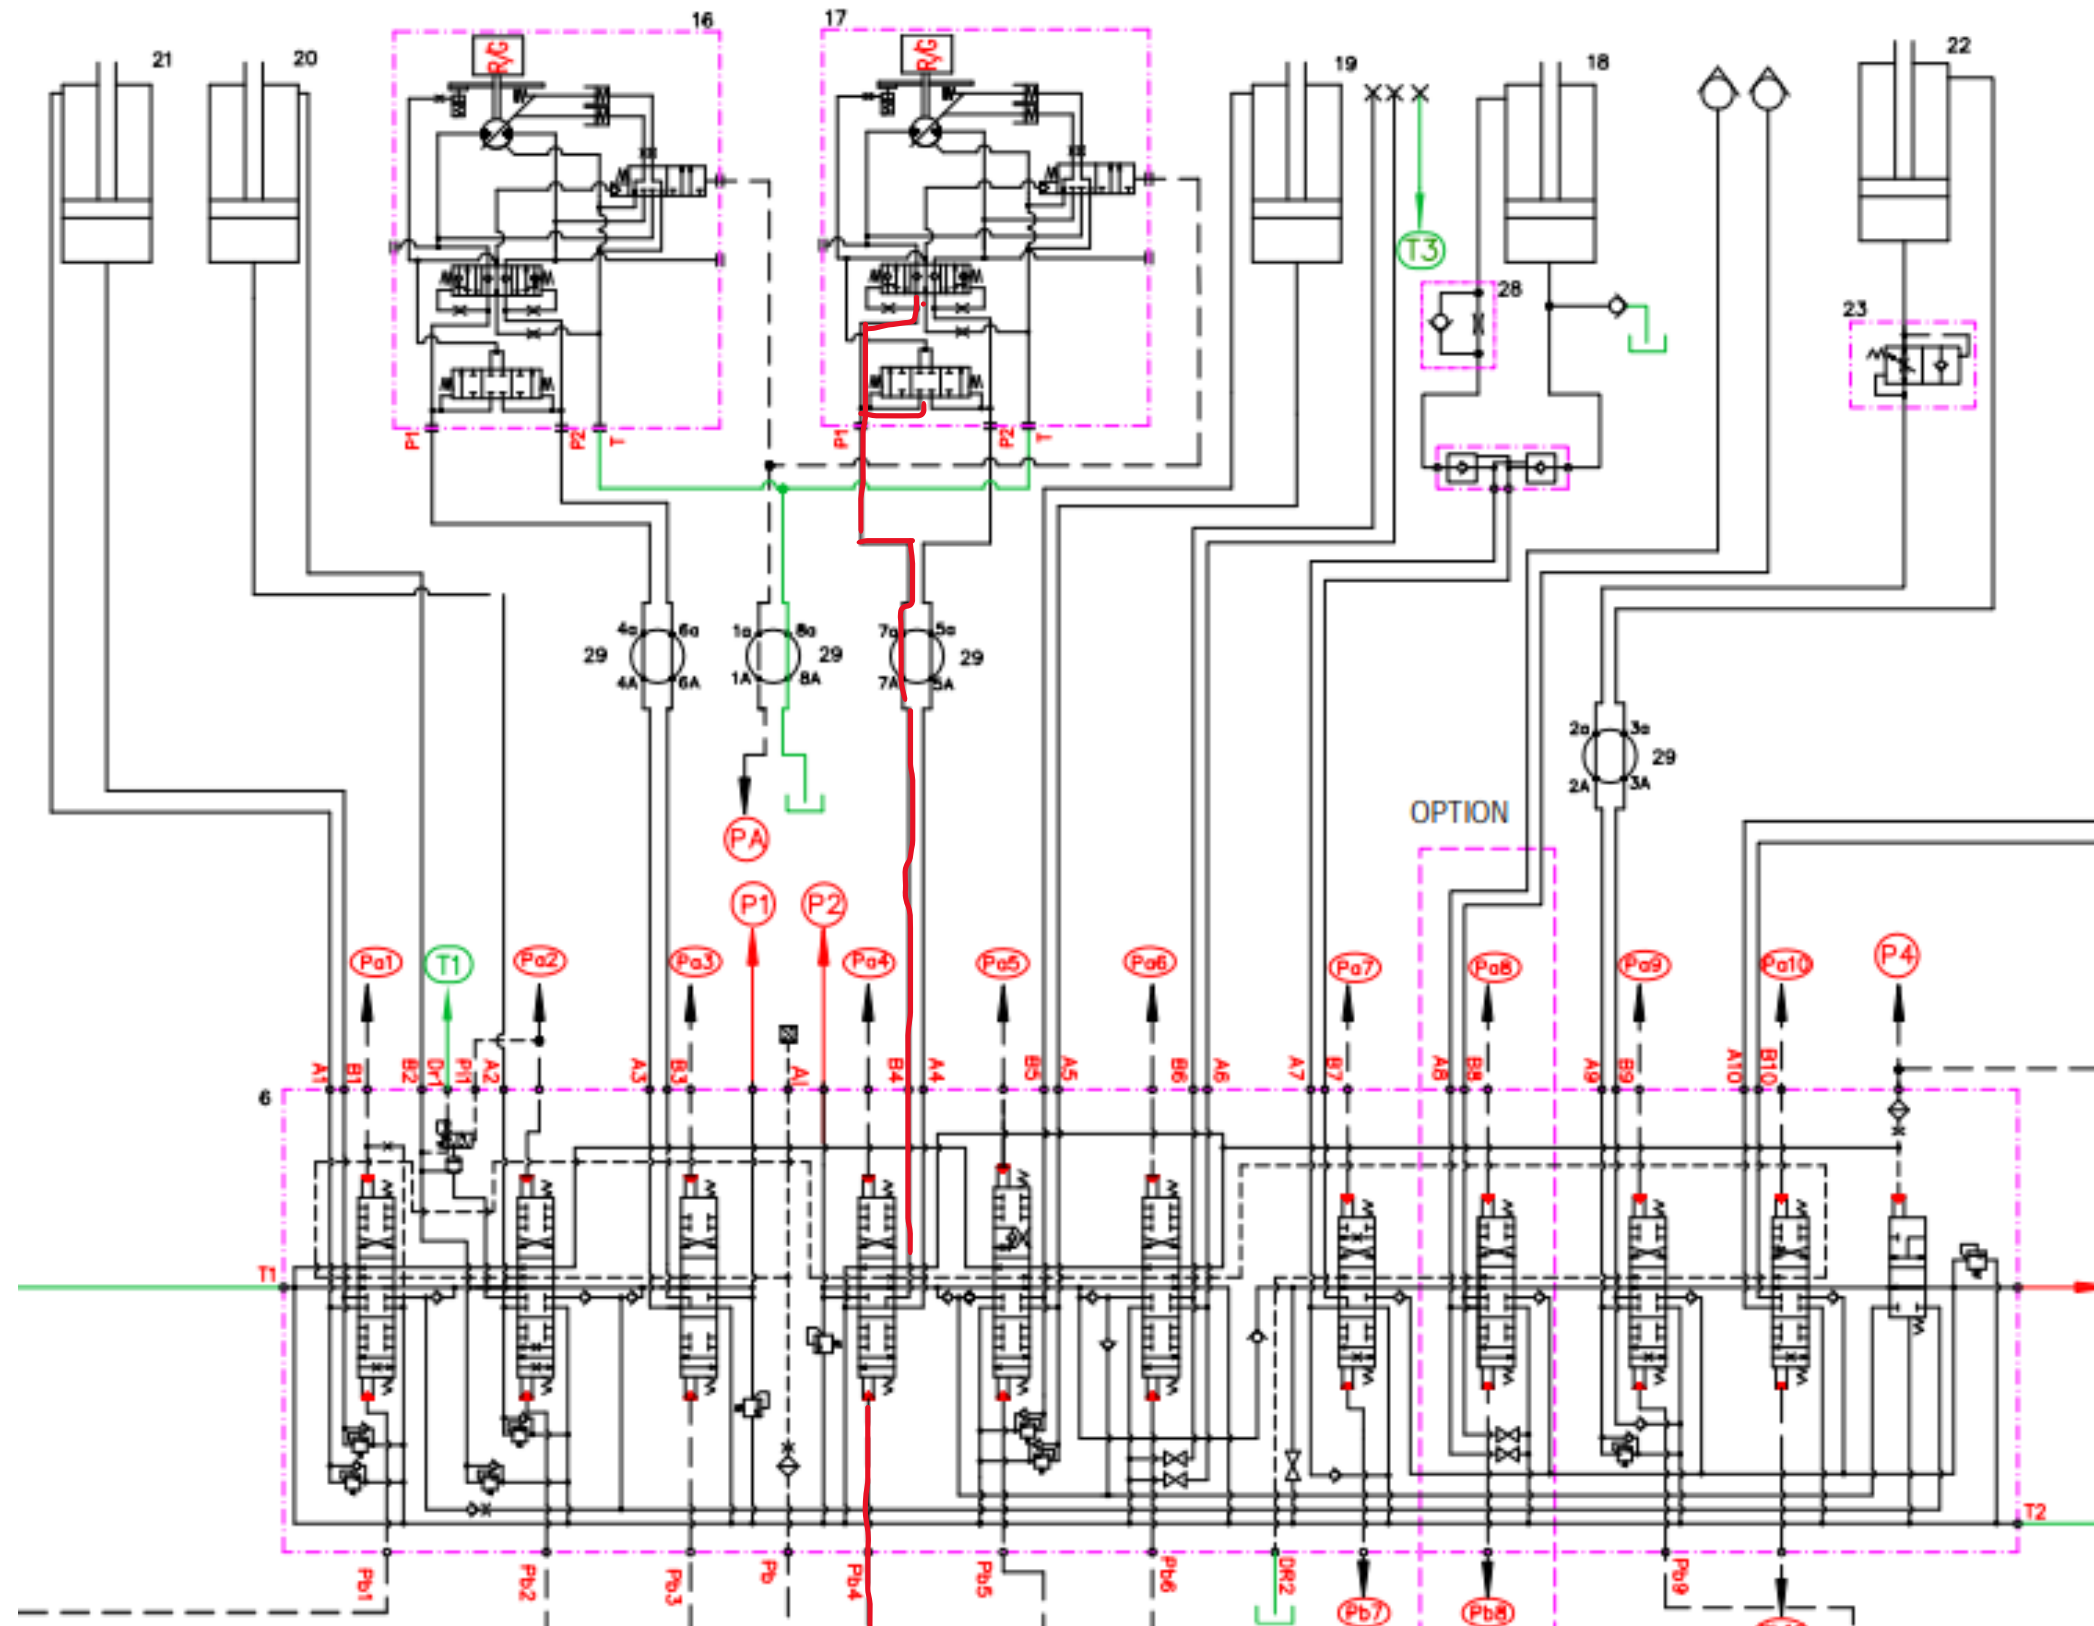 16
17
21
20
19
18
22
R/G
R/G
T3
28
23
P1
P2
T
P1
P2
T
4a
6a
1a
8a
7a
5a
29
29
29
4A
6A
1A
8A
7A
5A
2a
3a
29
2A
3A
OPTION
PA
P1
P2
Pa1
T1
Pa2
Pa3
Pa4
Pa5
Pa6
Pa7
Pa8
Pa9
Pa10
P4
A1
B1
B2
Dr1
Pi1
A2
A3
B3
Ai
B4
A4
B5
A5
B6
A6
A7
B7
A8
B8
A9
B9
A10
B10
6
T1
T2
Pb1
Pb2
Pb3
Pb
Pb4
Pb5
Pb6
DR2
Pb7
Pb8
Pb9